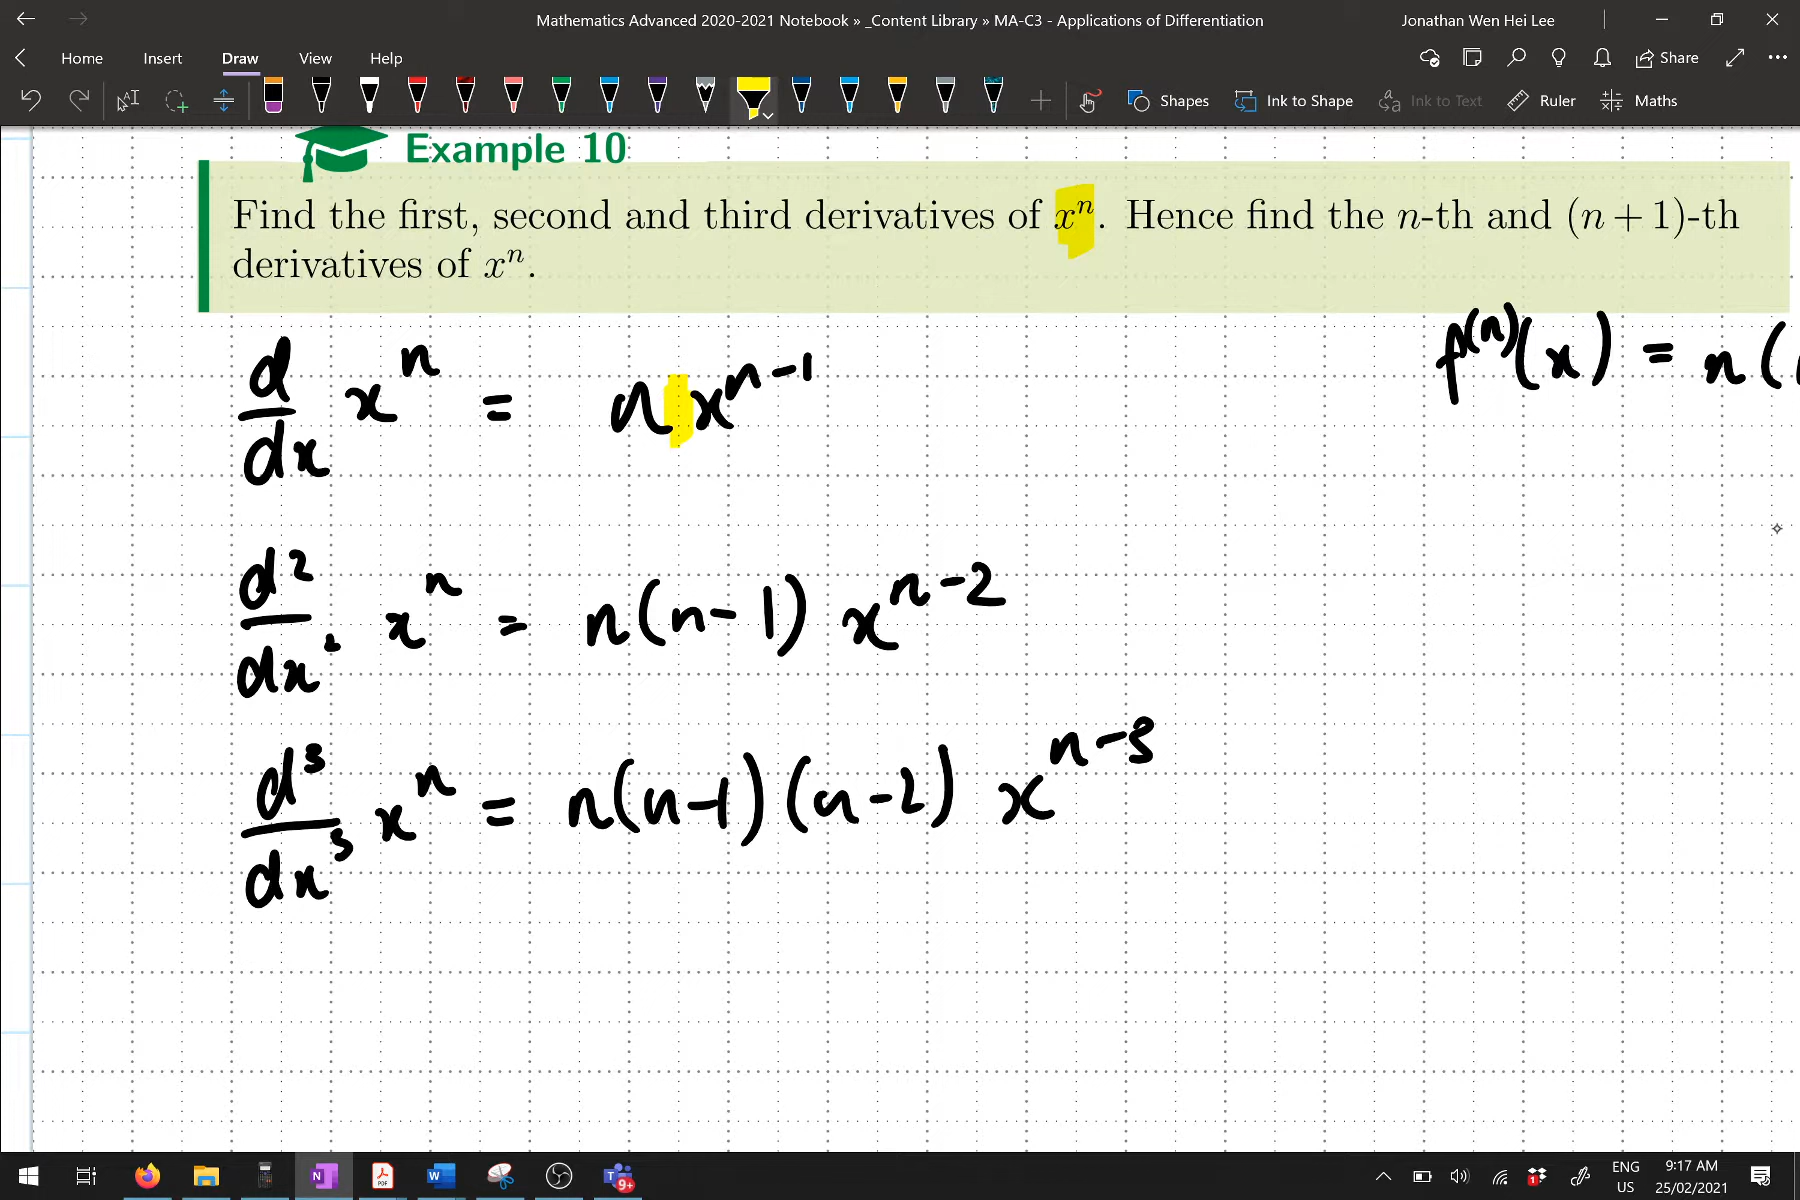 Mathematics Advanced 2020-2021 Notebook » _Content Library » MA-C3 - Applications of Differentiation
Jonathan Wen Hei Lee
Home Insert Draw View Help
Share
Shapes Ink to Shape Ink to Text Ruler Maths
Example 10
Find the first, second and third derivatives of xⁿ. Hence find the n-th and (n + 1)-th
derivatives of xⁿ.
d/dx xⁿ = n x^(n-1)
f^(n)(x) = n(
d²/dx² xⁿ = n(n-1) x^(n-2)
d³/dx³ xⁿ = n(n-1)(n-2) x^(n-3)
ENG
US
9:17 AM
25/02/2021
9+
1